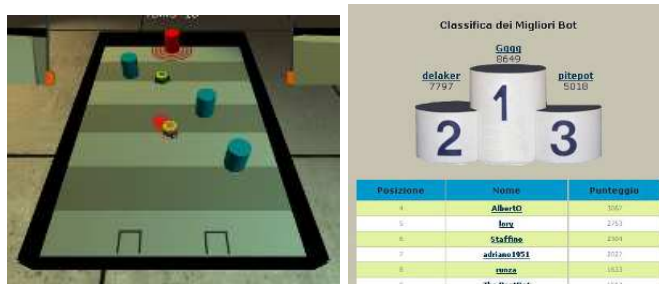 Classifica dei Migliori Bot
Gggg
8649
delaker
7797
pitepot
5018
1
2
3
Posizione Nome Punteggio
4 AlbertO
5 lory 2753
6 Staffino
7 adriano1951
8 runza